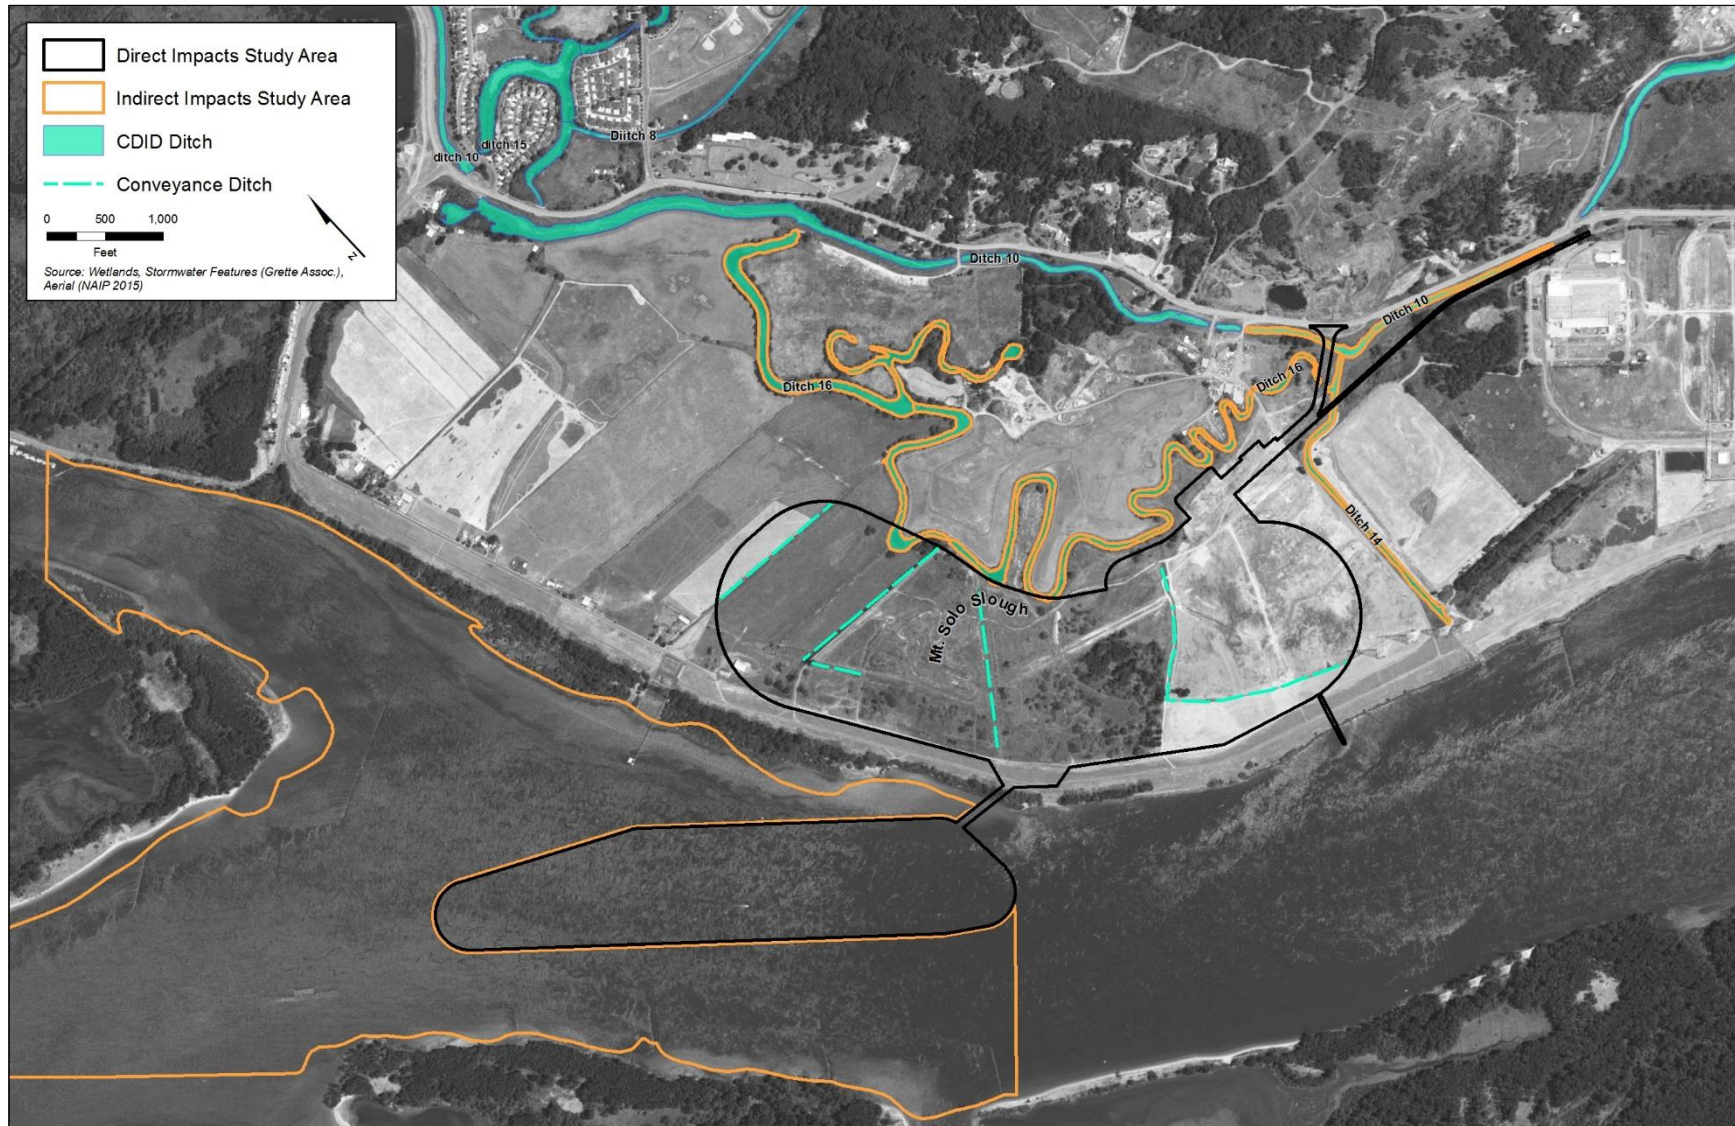 Direct Impacts Study Area
Indirect Impacts Study Area
CDID Ditch
Conveyance Ditch
0 500 1,000
Feet
N
Source: Wetlands, Stormwater Features (Grette Assoc.),
Aerial (NAIP 2015)
Diitch 8
ditch 15
ditch 10
Ditch 10
Ditch 10
Ditch 16
Ditch 16
Ditch 14
Mt. Solo Slough